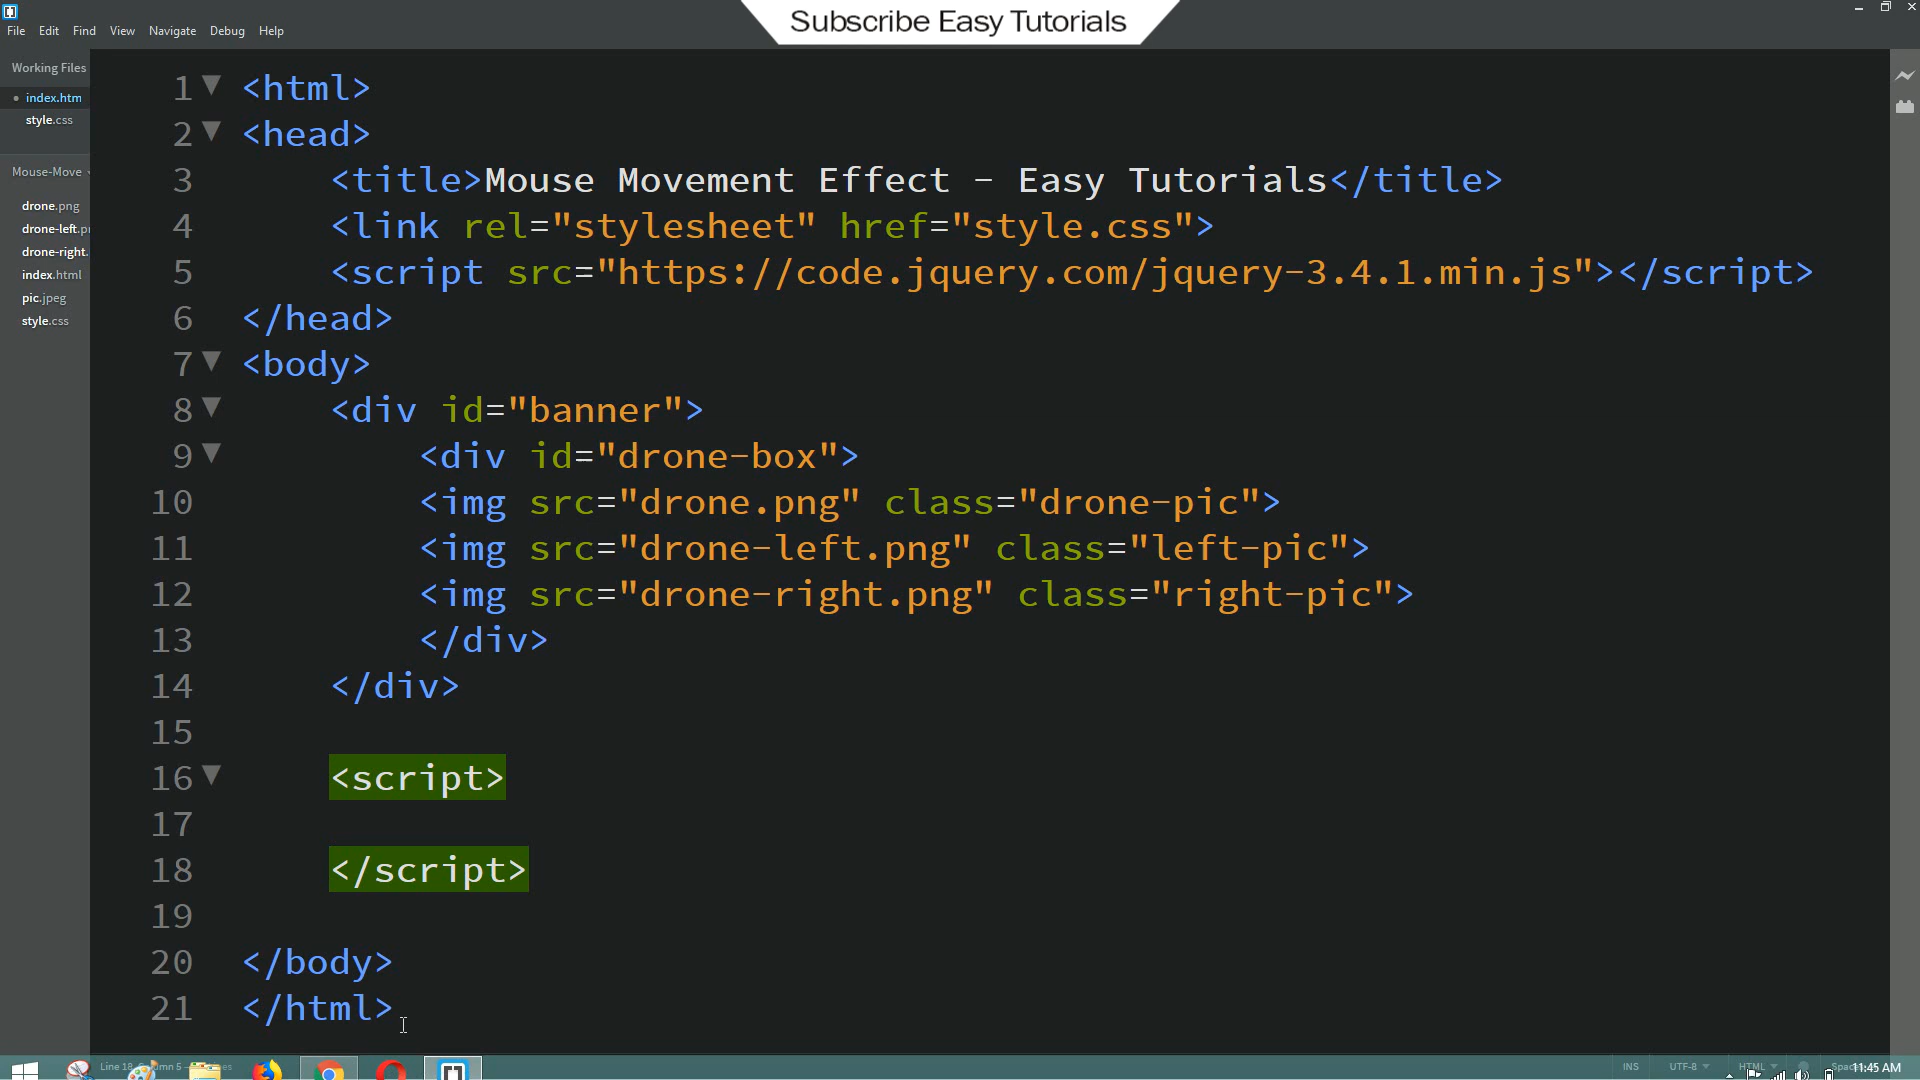 Subscribe Easy Tutorials
File Edit Find View Navigate Debug Help
Working Files
index.htm
style.css
Mouse-Move
drone.png
drone-left.p
drone-right.
index.html
pic.jpeg
style.css
1 <html>
2 <head>
3 <title>Mouse Movement Effect - Easy Tutorials</title>
4 <link rel="stylesheet" href="style.css">
5 <script src="https://code.jquery.com/jquery-3.4.1.min.js"></script>
6 </head>
7 <body>
8 <div id="banner">
9 <div id="drone-box">
10 <img src="drone.png" class="drone-pic">
11 <img src="drone-left.png" class="left-pic">
12 <img src="drone-right.png" class="right-pic">
13 </div>
14 </div>
15
16 <script>
17
18 </script>
19
20 </body>
21 </html>
INS UTF-8 HTML 11:45 AM